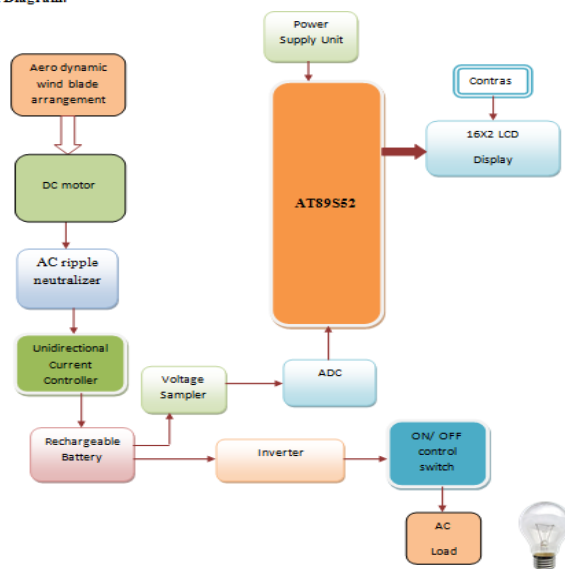 Diagram:
Power
Supply Unit
Aero dynamic
wind blade
arrangement
Contras
16X2 LCD
Display
DC motor
AT89S52
AC ripple
neutralizer
Unidirectional
Current
Controller
Voltage
Sampler
ADC
Rechargeable
Battery
Inverter
ON/ OFF
control
switch
AC
Load